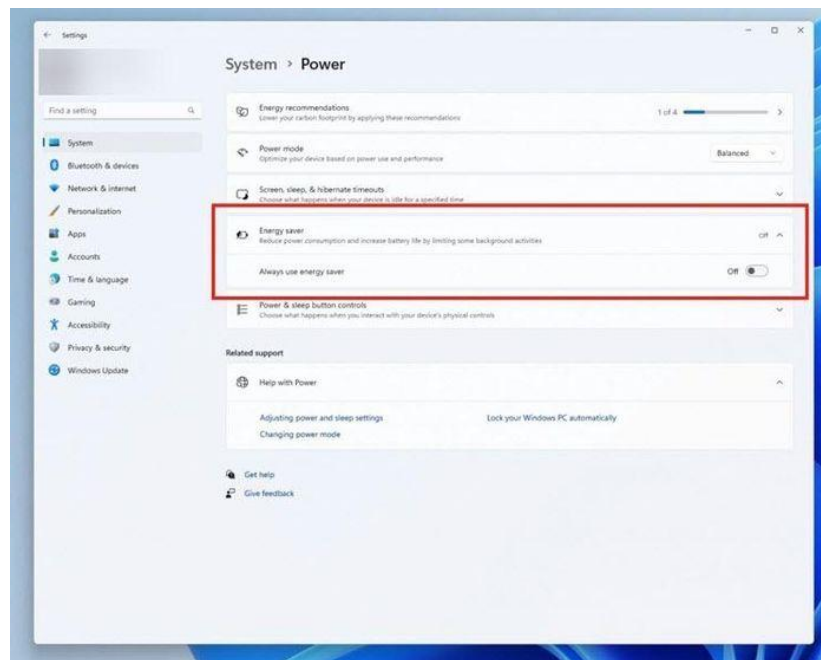 Settings
System > Power
Find a setting
System
Bluetooth & devices
Network & internet
Personalization
Apps
Accounts
Time & language
Gaming
Accessibility
Privacy & security
Windows Update
Energy recommendations
Lower your carbon footprint by applying these recommendations
1 of 4
Power mode
Optimize your device based on power use and performance
Balanced
Screen, sleep, & hibernate timeouts
Choose what happens when your device is idle for a specified time
Energy saver
Reduce power consumption and increase battery life by limiting some background activities
Off
Always use energy saver
Off
Power & sleep button controls
Choose what happens when you interact with your device's physical controls
Related support
Help with Power
Adjusting power and sleep settings
Lock your Windows PC automatically
Changing power mode
Get help
Give feedback